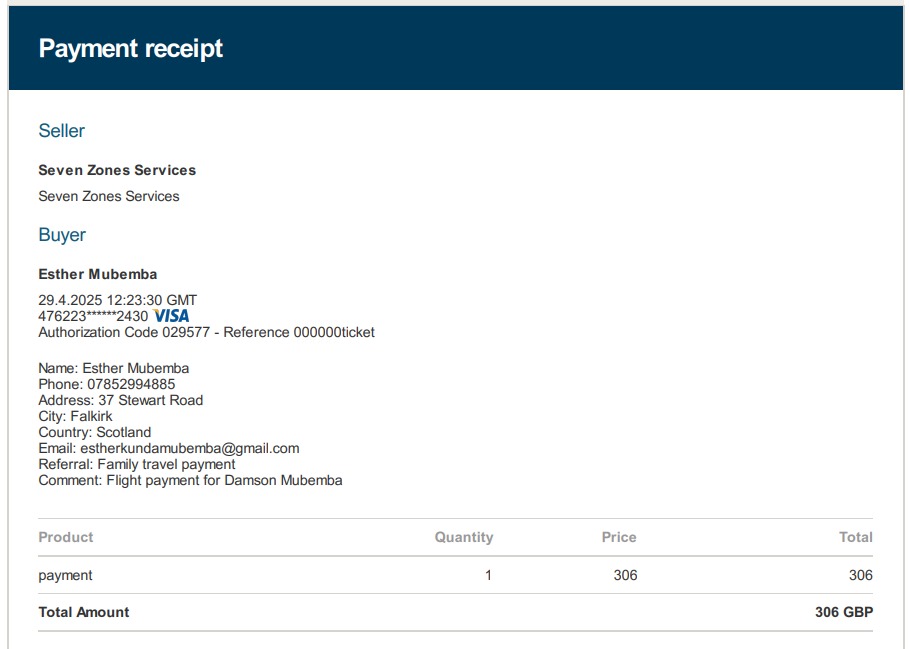 Payment receipt
Seller
Seven Zones Services
Seven Zones Services
Buyer
Esther Mubemba
29.4.2025 12:23:30 GMT
476223******2430 VISA
Authorization Code 029577 - Reference 000000ticket
Name: Esther Mubemba
Phone: 07852994885
Address: 37 Stewart Road
City: Falkirk
Country: Scotland
Email: estherkundamubemba@gmail.com
Referral: Family travel payment
Comment: Flight payment for Damson Mubemba
Product Quantity Price Total
payment 1 306 306
Total Amount 306 GBP